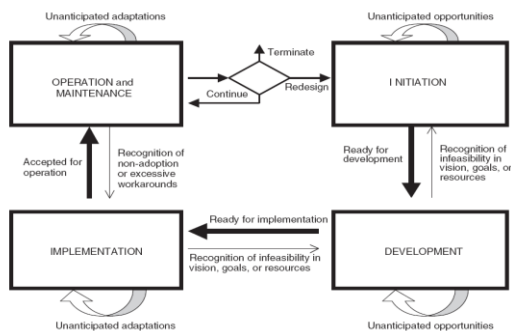 Unanticipated adaptations
Unanticipated opportunities
OPERATION and
MAINTENANCE
Terminate
Continue
Redesign
I NITIATION
Accepted for
operation
Recognition of
non-adoption
or excessive
workarounds
Ready for
development
Recognition of
infeasibility in
vision, goals, or
resources
IMPLEMENTATION
Ready for implementation
Recognition of infeasibility in
vision, goals, or resources
DEVELOPMENT
Unanticipated adaptations
Unanticipated opportunities